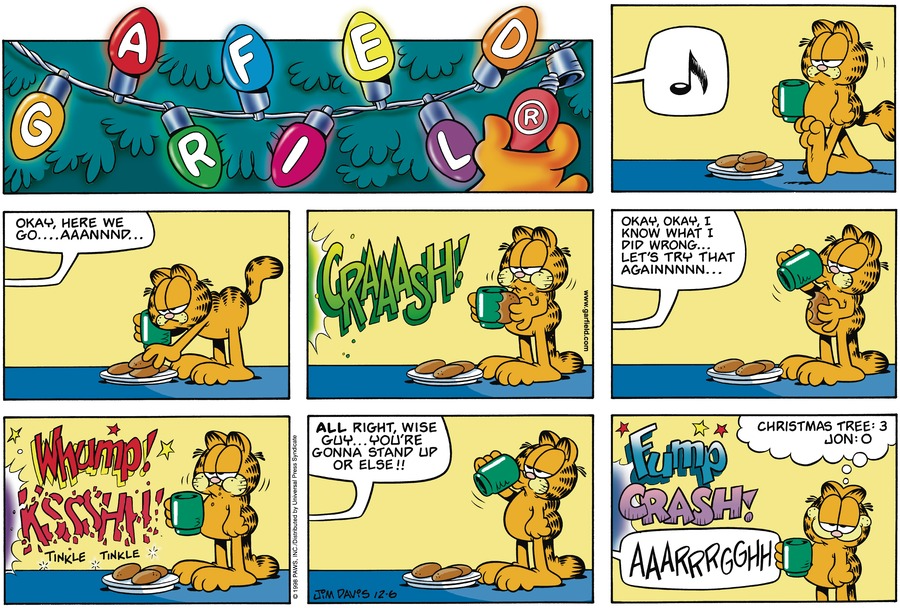 GARFIELD®
OKAY, HERE WE
GO....AAANNND...
CRAAASH!
www.garfield.com
OKAY, OKAY, I
KNOW WHAT I
DID WRONG...
LET'S TRY THAT
AGAINNNNN...
WHUMP!
KSSSHH!!
TINKLE TINKLE
© 1998 PAWS, INC./Distributed by Universal Press Syndicate
ALL RIGHT, WISE
GUY...YOU'RE
GONNA STAND UP
OR ELSE!!
JIM DAVIS 12-6
CHRISTMAS TREE: 3
JON: 0
FUMP
CRASH!
AAARRRGGHH